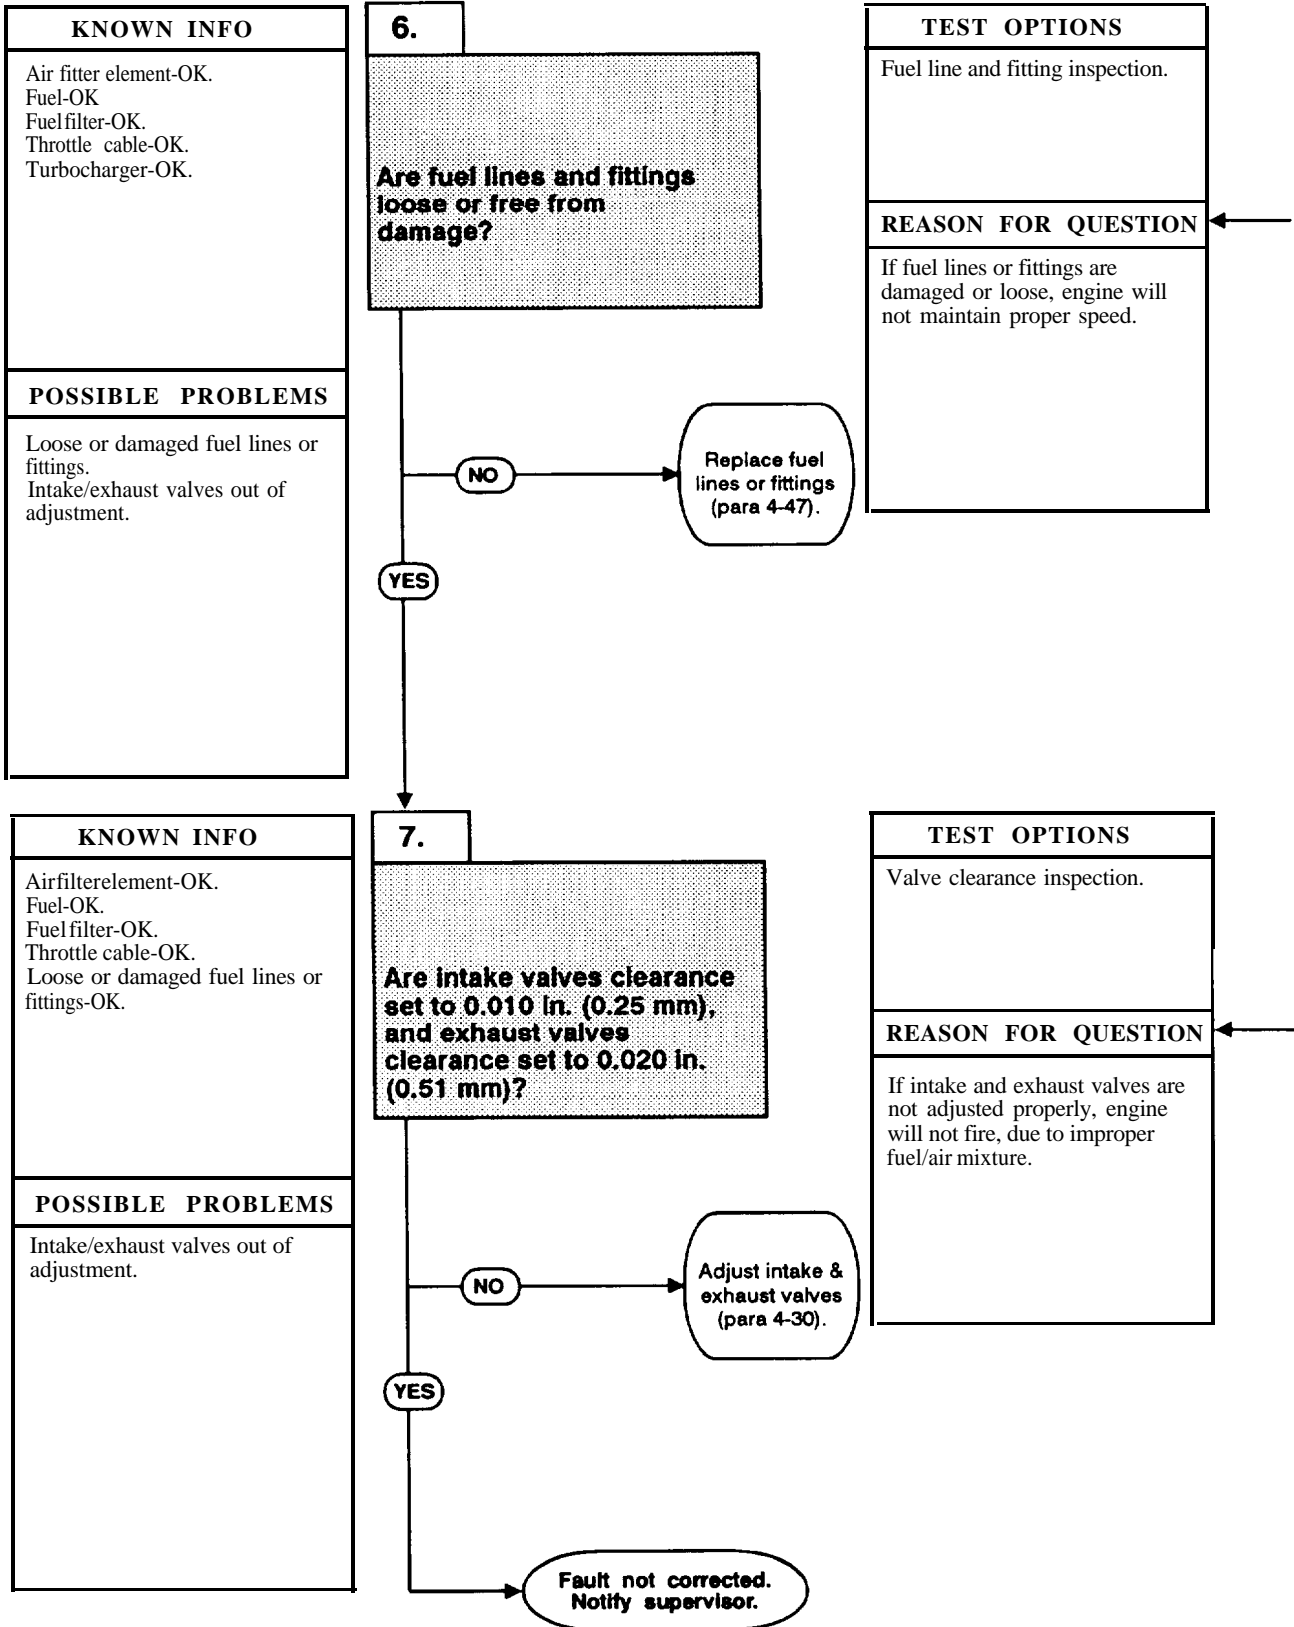 KNOWN INFO
Air fitter element-OK.
Fuel-OK
Fuel filter-OK.
Throttle cable-OK.
Turbocharger-OK.
POSSIBLE PROBLEMS
Loose or damaged fuel lines or
fittings.
Intake/exhaust valves out of
adjustment.
6.
Are fuel lines and fittings
loose or free from
damage?
NO
Replace fuel
lines or fittings
(para 4-47).
YES
TEST OPTIONS
Fuel line and fitting inspection.
REASON FOR QUESTION
If fuel lines or fittings are
damaged or loose, engine will
not maintain proper speed.
KNOWN INFO
Airfilterelement-OK.
Fuel-OK.
Fuel filter-OK.
Throttle cable-OK.
Loose or damaged fuel lines or
fittings-OK.
POSSIBLE PROBLEMS
Intake/exhaust valves out of
adjustment.
7.
Are intake valves clearance
set to 0.010 in. (0.25 mm),
and exhaust valves
clearance set to 0.020 in.
(0.51 mm)?
NO
Adjust intake &
exhaust valves
(para 4-30).
YES
Fault not corrected.
Notify supervisor.
TEST OPTIONS
Valve clearance inspection.
REASON FOR QUESTION
If intake and exhaust valves are
not adjusted properly, engine
will not fire, due to improper
fuel/air mixture.